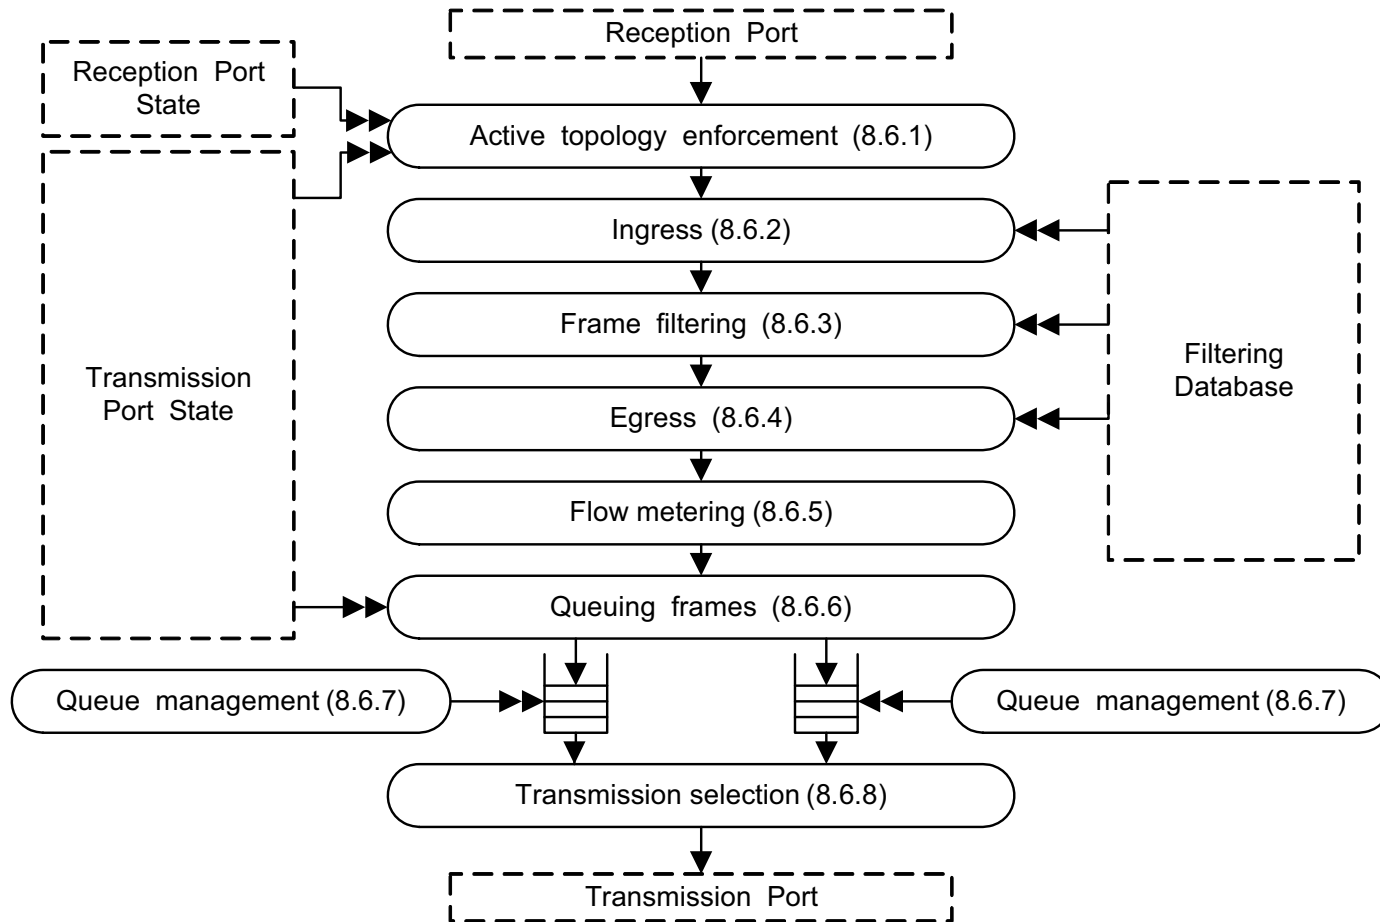 Reception Port
Reception Port
State
Active topology enforcement (8.6.1)
Ingress (8.6.2)
Frame filtering (8.6.3)
Filtering
Database
Transmission
Port State
Egress (8.6.4)
Flow metering (8.6.5)
Queuing frames (8.6.6)
Queue management (8.6.7)
Queue management (8.6.7)
Transmission selection (8.6.8)
Transmission Port